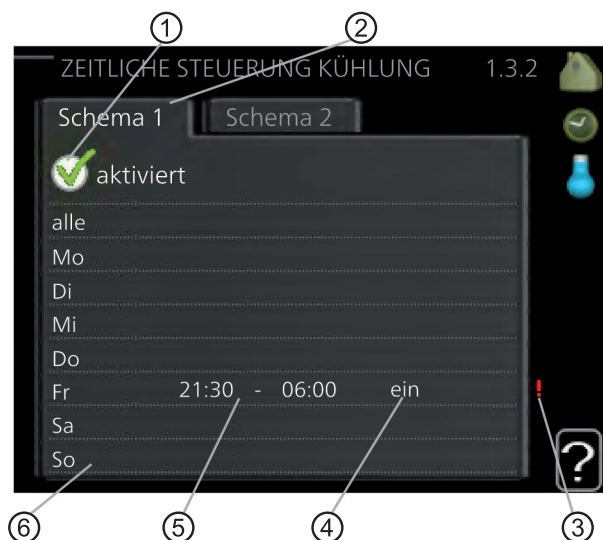 1 2
ZEITLICHE STEUERUNG KÜHLUNG 1.3.2
Schema 1 Schema 2
aktiviert
alle
Mo
Di
Mi
Do
Fr 21:30 - 06:00 ein !
Sa
So
?
6 5 4 3